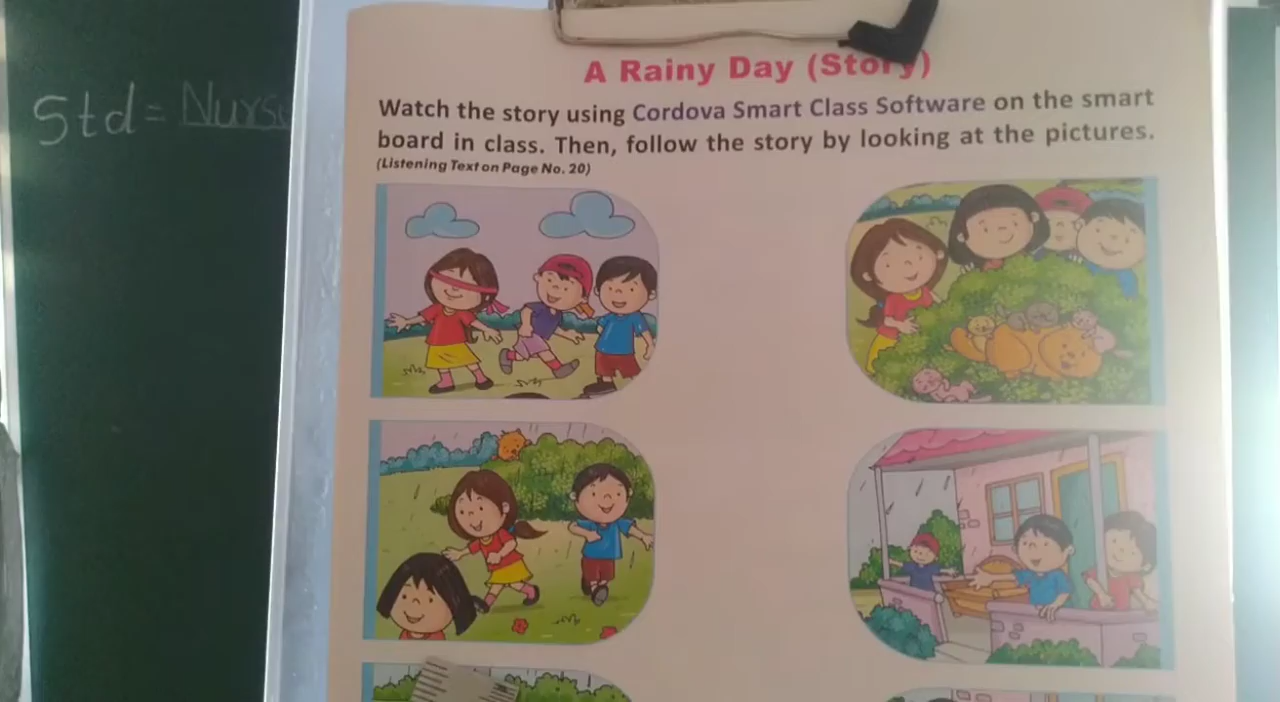 A Rainy Day (Story)
Std = Nurs
Watch the story using Cordova Smart Class Software on the smart
board in class. Then, follow the story by looking at the pictures.
(Listening Text on Page No. 20)